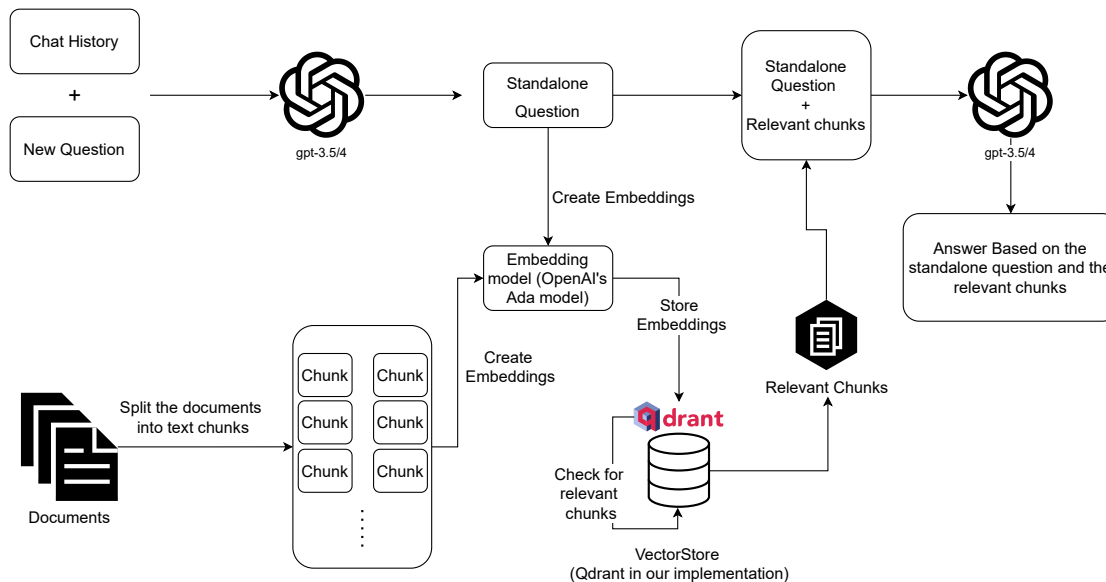 Chat History
+
New Question
gpt-3.5/4
Standalone
Question
Standalone
Question
+
Relevant chunks
gpt-3.5/4
Create Embeddings
Answer Based on the
standalone question and the
relevant chunks
Embedding
model (OpenAI's
Ada model)
Store
Embeddings
Create
Embeddings
Relevant Chunks
Chunk
Chunk
Chunk
Chunk
Chunk
Chunk
Split the documents
into text chunks
Documents
qdrant
Check for
relevant
chunks
VectorStore
(Qdrant in our implementation)